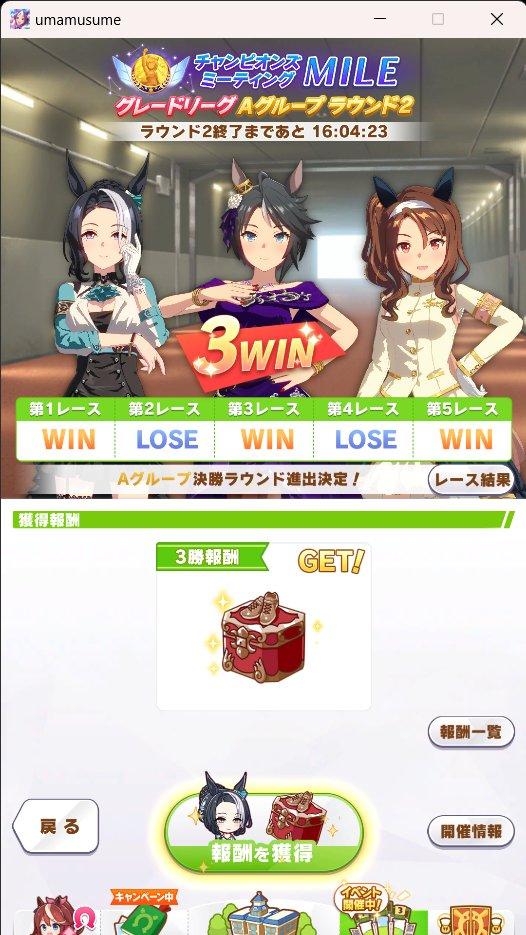 umamusume
チャンピオンズ
ミーティング MILE
グレードリーグ Aグループ ラウンド2
ラウンド2終了まであと 16:04:23
3WIN
第1レース 第2レース 第3レース 第4レース 第5レース
WIN LOSE WIN LOSE WIN
Aグループ決勝ラウンド進出決定！
レース結果
獲得報酬
3勝報酬 GET!
報酬一覧
戻る
報酬を獲得
開催情報
キャンペーン中
イベント
開催中!